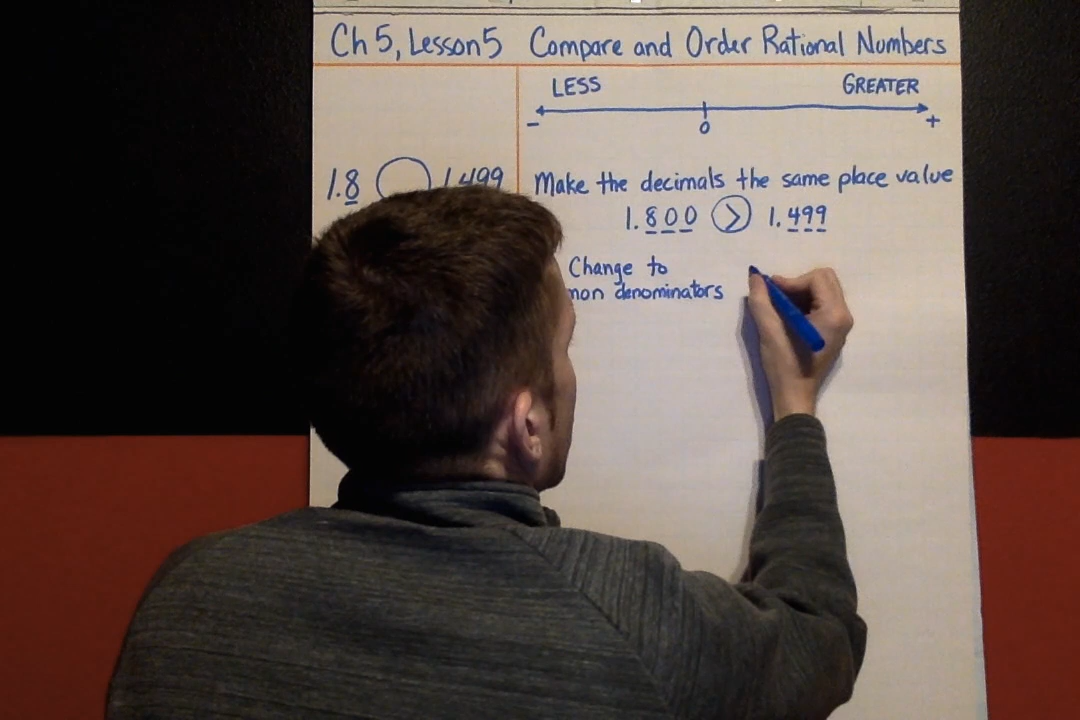 Ch 5, Lesson 5 Compare and Order Rational Numbers
LESS GREATER
- 0 +
1.8 1.499 Make the decimals the same place value
1.800 > 1.499
Change to
denominators